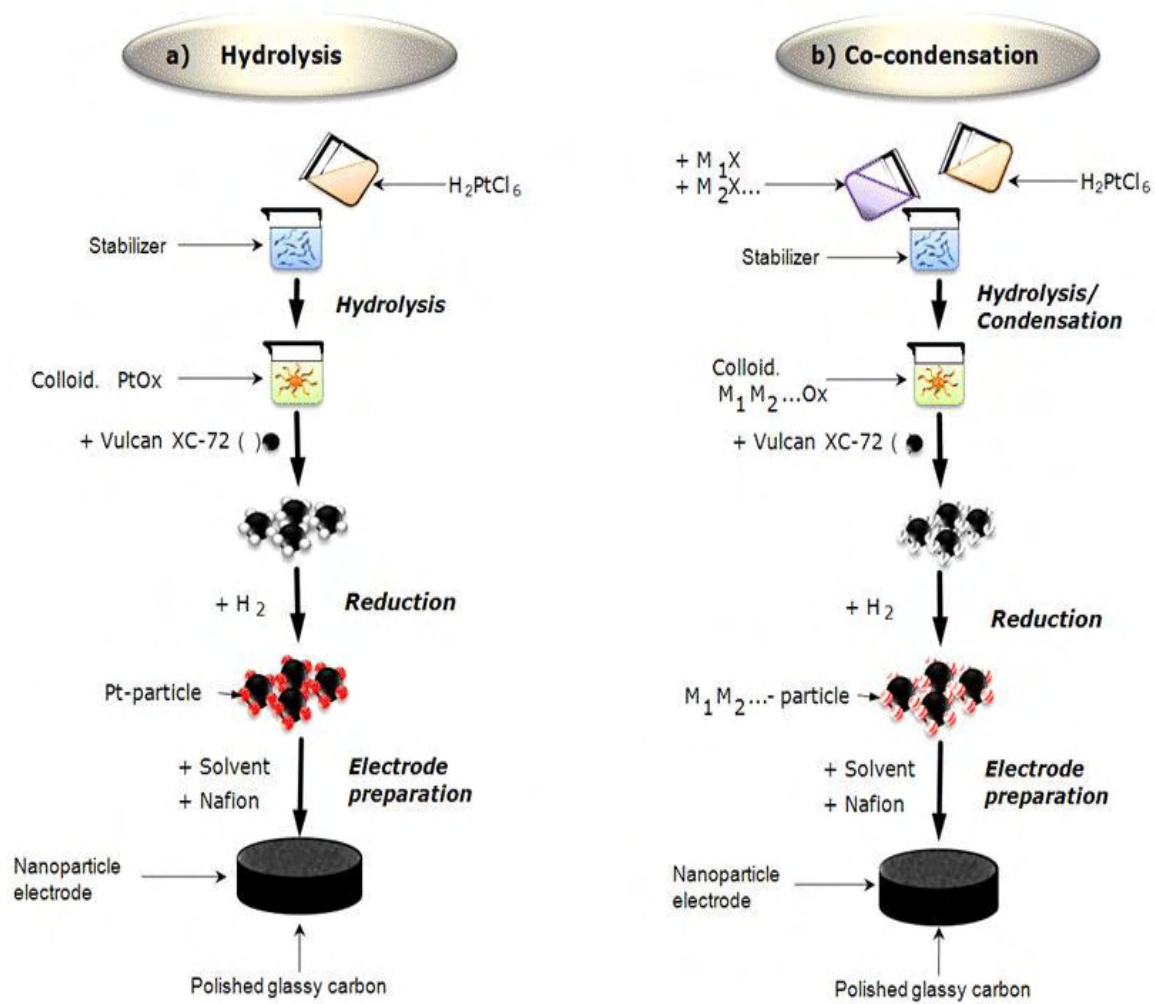 a) Hydrolysis
H2PtCl6
Stabilizer
Hydrolysis
Colloid. PtOx
+ Vulcan XC-72 ( )
+ H2
Reduction
Pt-particle
+ Solvent
+ Nafion
Electrode
preparation
Nanoparticle
electrode
Polished glassy carbon
b) Co-condensation
+ M1X
+ M2X...
H2PtCl6
Stabilizer
Hydrolysis/
Condensation
Colloid.
M1M2...Ox
+ Vulcan XC-72 (
+ H2
Reduction
M1M2...- particle
+ Solvent
+ Nafion
Electrode
preparation
Nanoparticle
electrode
Polished glassy carbon